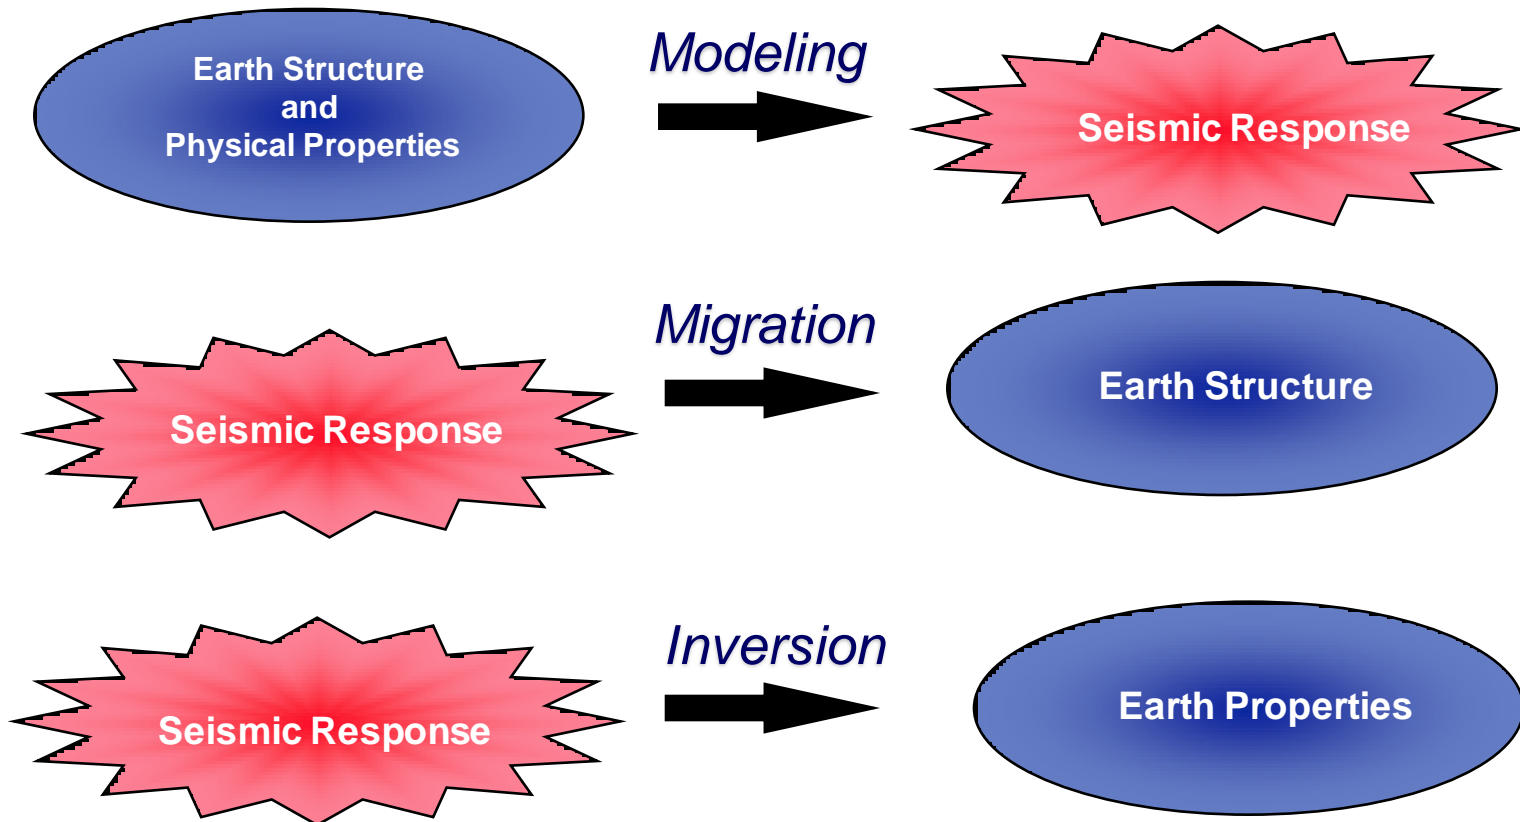 Earth Structure
and
Physical Properties
Modeling
Seismic Response
Seismic Response
Migration
Earth Structure
Seismic Response
Inversion
Earth Properties